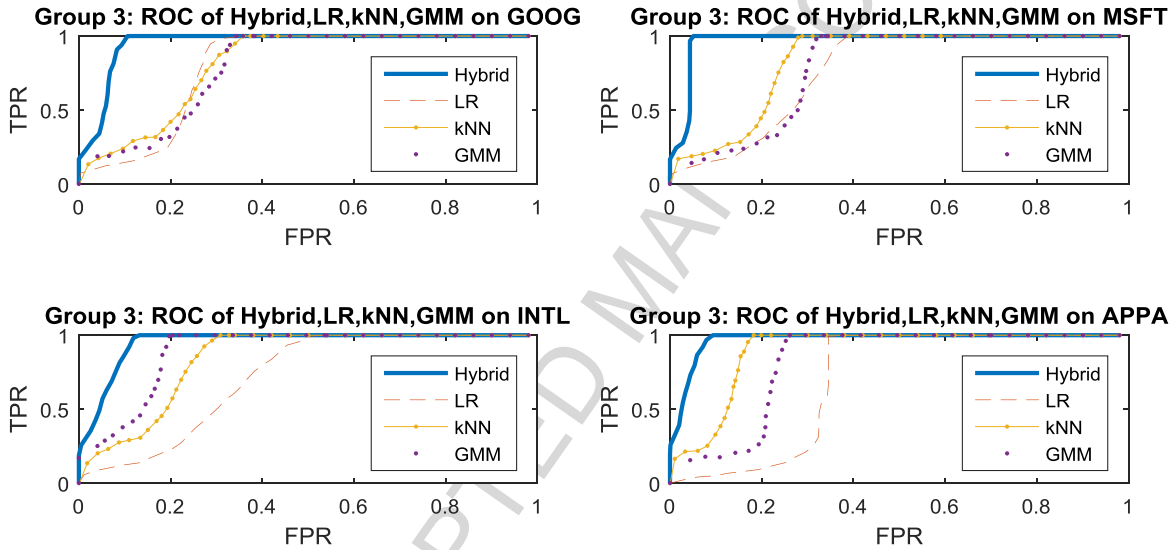 Group 3: ROC of Hybrid,LR,kNN,GMM on GOOG
TPR
1
0.5
0
0 0.2 0.4 0.6 0.8 1
FPR
Hybrid
LR
kNN
GMM
Group 3: ROC of Hybrid,LR,kNN,GMM on MSFT
TPR
1
0.5
0
0 0.2 0.4 0.6 0.8 1
FPR
Hybrid
LR
kNN
GMM
Group 3: ROC of Hybrid,LR,kNN,GMM on INTL
TPR
1
0.5
0
0 0.2 0.4 0.6 0.8 1
FPR
Hybrid
LR
kNN
GMM
Group 3: ROC of Hybrid,LR,kNN,GMM on APPA
TPR
1
0.5
0
0 0.2 0.4 0.6 0.8 1
FPR
Hybrid
LR
kNN
GMM